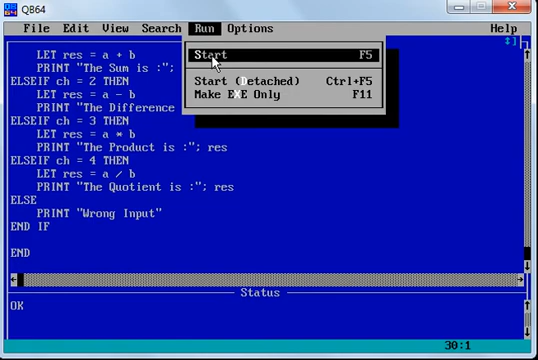 QB64
File Edit View Search Run Options Help
LET res = a + b
PRINT "The Sum is :";
ELSEIF ch = 2 THEN
LET res = a - b
PRINT "The Difference
ELSEIF ch = 3 THEN
LET res = a * b
PRINT "The Product is :"; res
ELSEIF ch = 4 THEN
LET res = a / b
PRINT "The Quotient is :"; res
ELSE
PRINT "Wrong Input"
END IF
END
Start F5
Start (Detached) Ctrl+F5
Make EXE Only F11
Status
OK
30:1